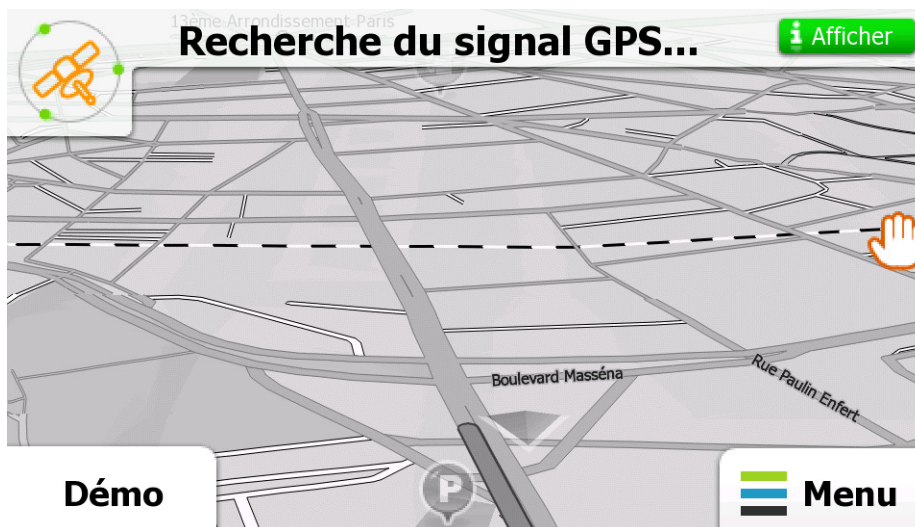 13ème Arrondissement Paris
Recherche du signal GPS...
i Afficher
Boulevard Masséna
Rue Paulin Enfert
P
Démo
Menu